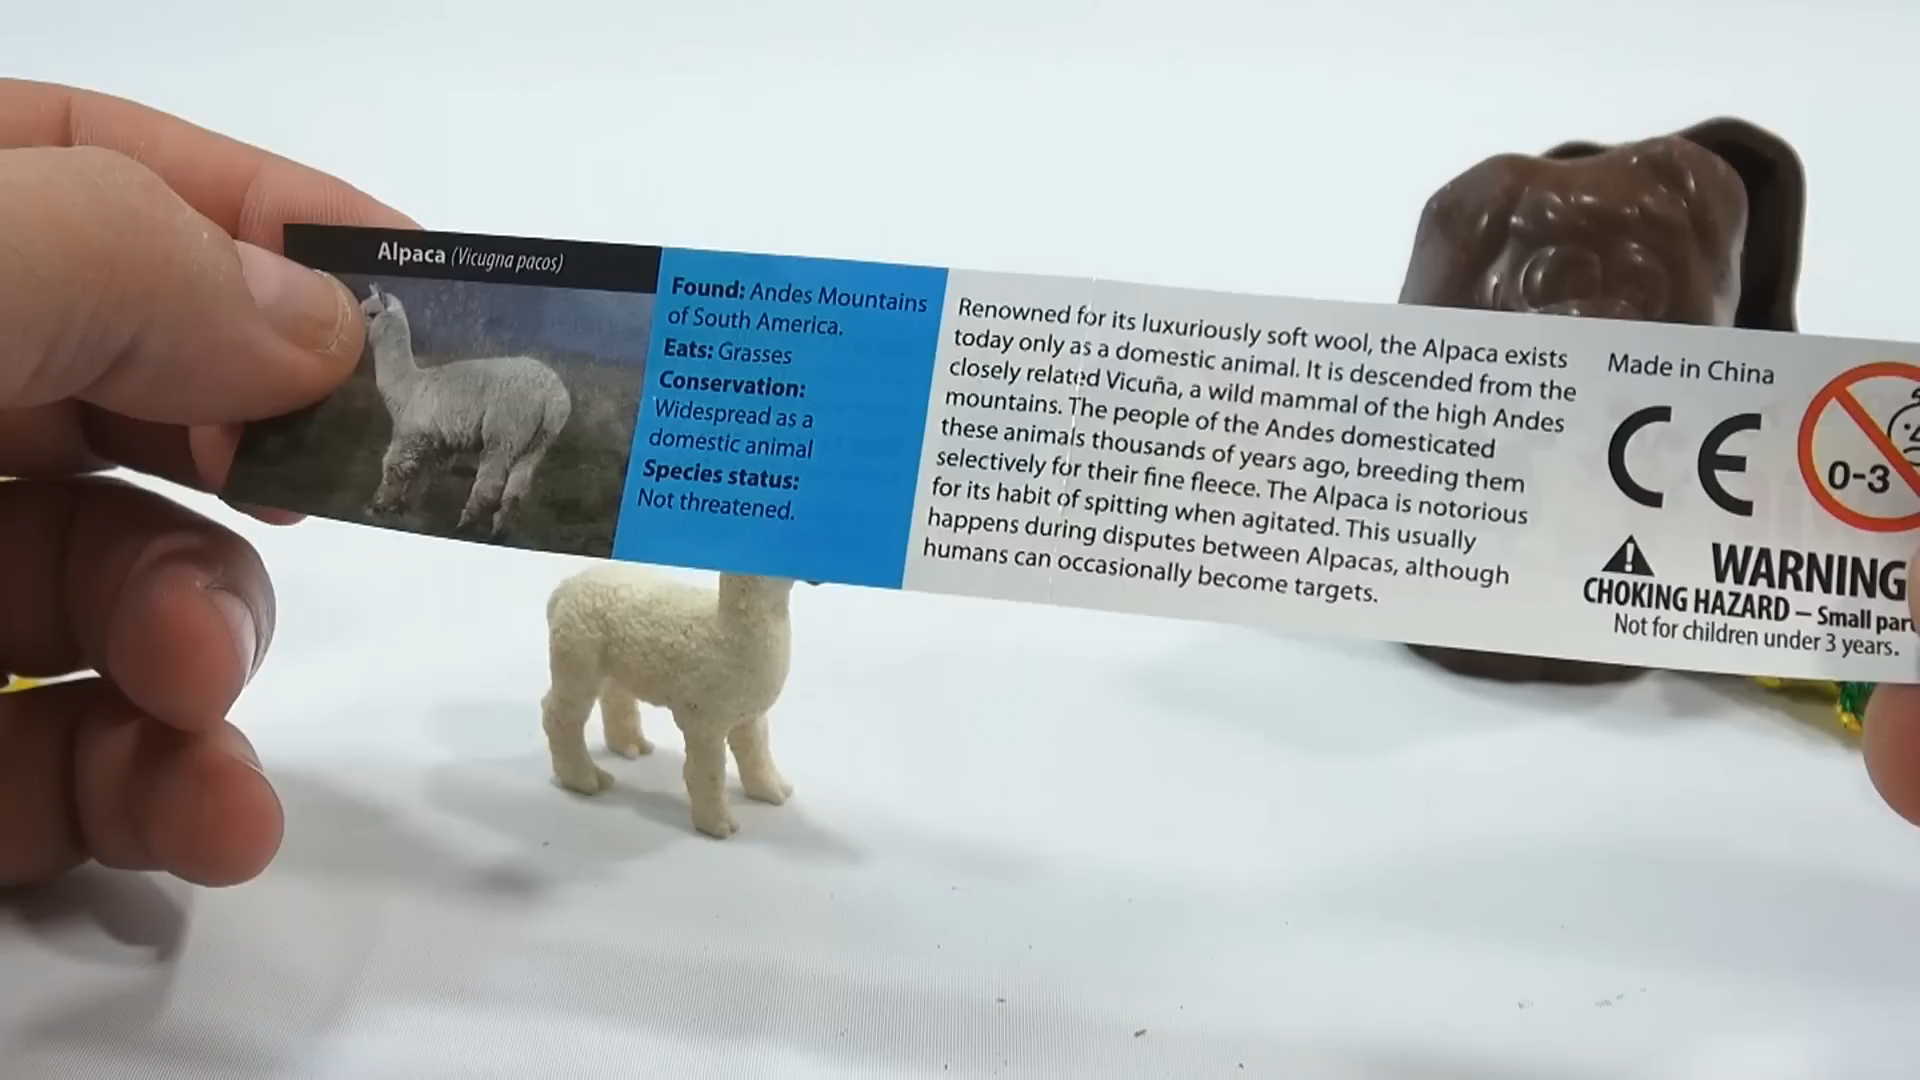 Alpaca (Vicugna pacos)
Found: Andes Mountains
of South America.
Eats: Grasses
Conservation:
Widespread as a
domestic animal
Species status:
Not threatened.
Renowned for its luxuriously soft wool, the Alpaca exists
today only as a domestic animal. It is descended from the
closely related Vicuña, a wild mammal of the high Andes
mountains. The people of the Andes domesticated
these animals thousands of years ago, breeding them
selectively for their fine fleece. The Alpaca is notorious
for its habit of spitting when agitated. This usually
happens during disputes between Alpacas, although
humans can occasionally become targets.
Made in China
CE
0-3
WARNING
CHOKING HAZARD – Small par
Not for children under 3 years.